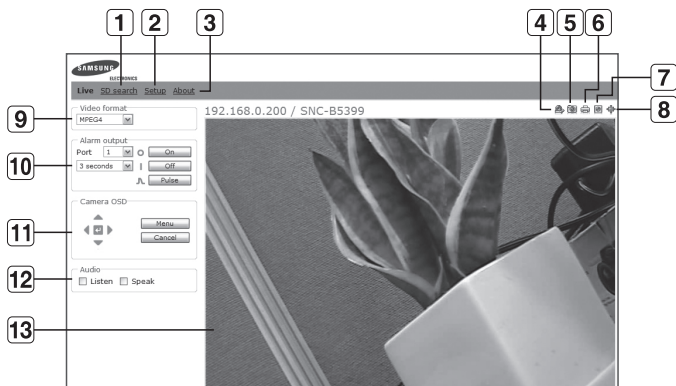 1 2 3 4 5 6
SAMSUNG
ELECTRONICS
Live SD search Setup About
7
8
192.168.0.200 / SNC-B5399
9
Video format
MPEG4
10
Alarm output
Port 1 On
3 seconds Off
Pulse
11
Camera OSD
Menu
Cancel
12
Audio
Listen Speak
13